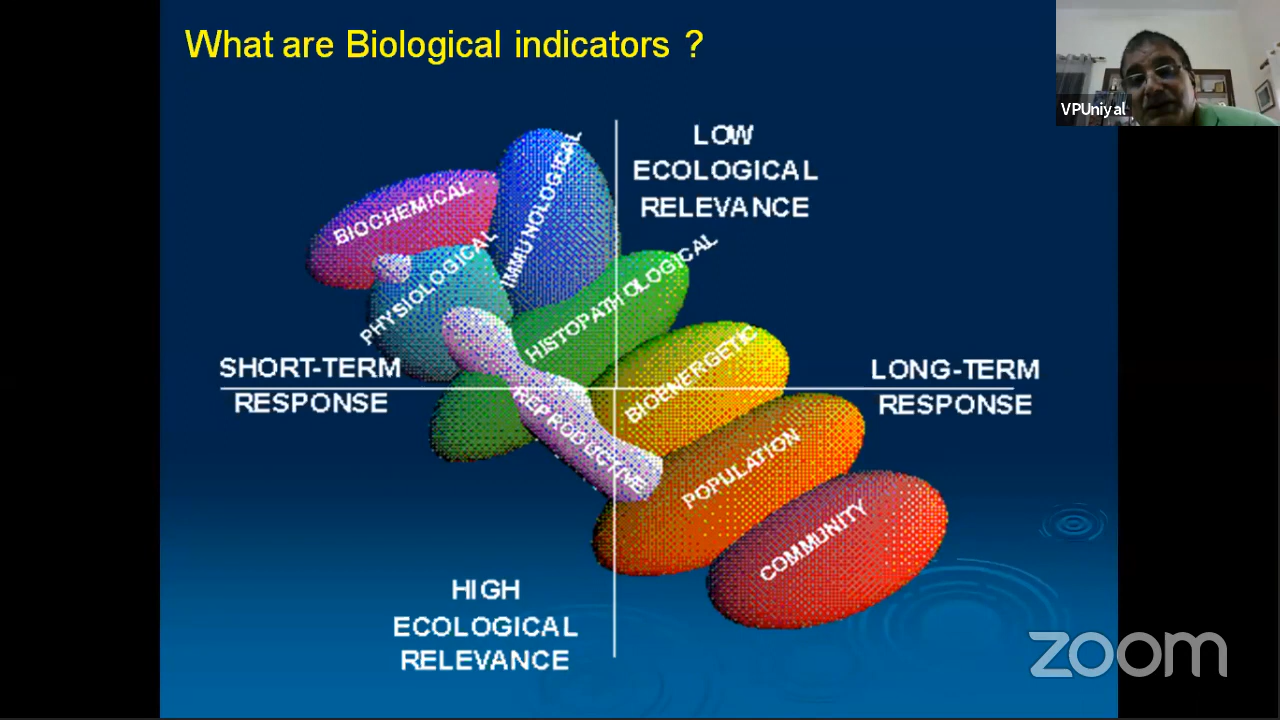 What are Biological indicators ?
VPUniyal
LOW
ECOLOGICAL
RELEVANCE
BIOCHEMICAL
IMMUNOLOGICAL
PHYSIOLOGICAL
HISTOPATHOLOGICAL
SHORT-TERM
RESPONSE
LONG-TERM
RESPONSE
BIOENERGETIC
REPRODUCTIVE
POPULATION
COMMUNITY
HIGH
ECOLOGICAL
RELEVANCE
zoom